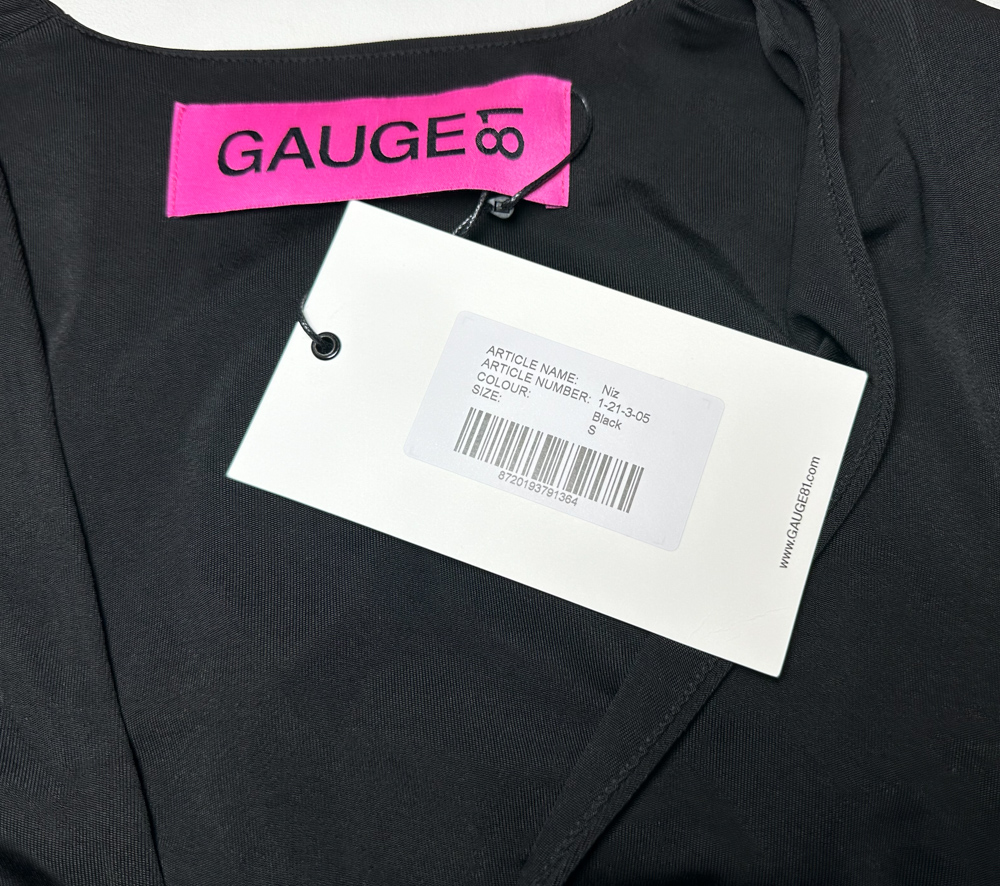 GAUGE81
ARTICLE NAME: Niz
ARTICLE NUMBER: 1-21-3-05
COLOUR: Black
SIZE: S
8720193791364
www.GAUGE81.com